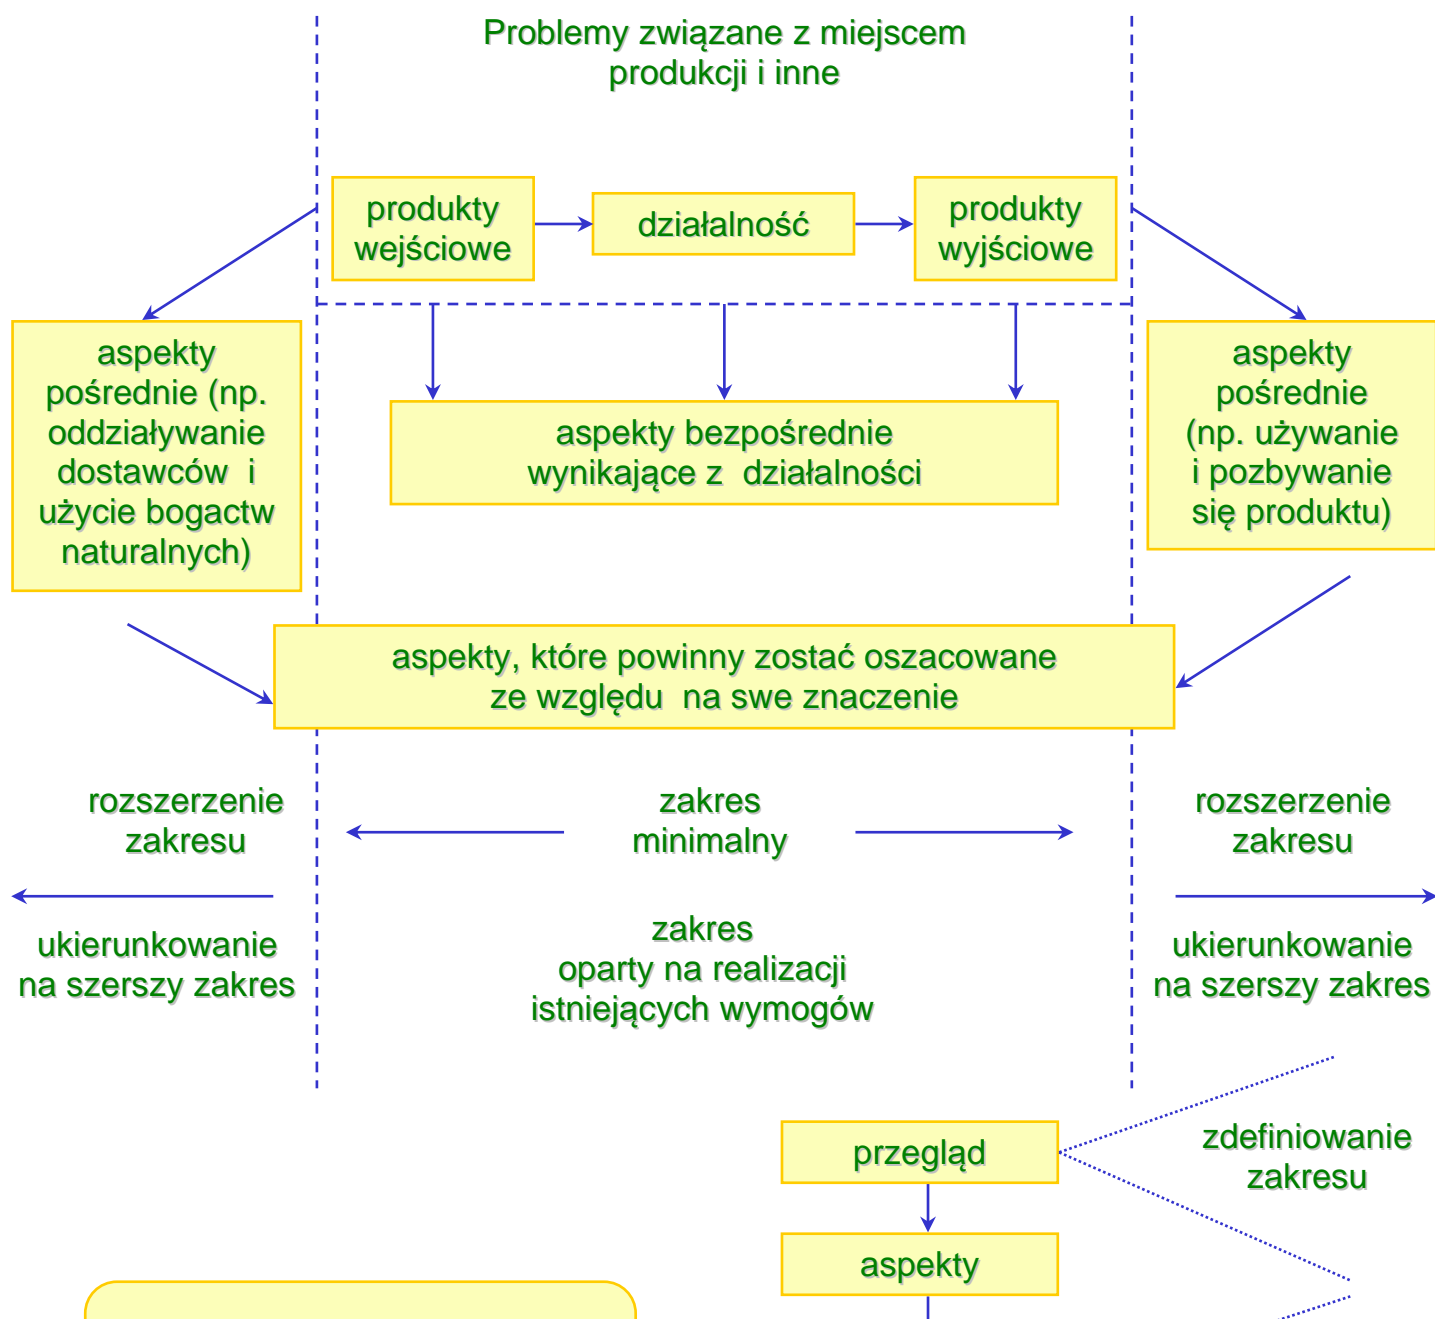 Problemy związane z miejscem
produkcji i inne
produkty
wejściowe
działalność
produkty
wyjściowe
aspekty
pośrednie (np.
oddziaływanie
dostawców i
użycie bogactw
naturalnych)
aspekty bezpośrednie
wynikające z działalności
aspekty
pośrednie
(np. używanie
i pozbywanie
się produktu)
aspekty, które powinny zostać oszacowane
ze względu na swe znaczenie
rozszerzenie
zakresu
zakres
minimalny
rozszerzenie
zakresu
ukierunkowanie
na szerszy zakres
zakres
oparty na realizacji
istniejących wymogów
ukierunkowanie
na szerszy zakres
przegląd
zdefiniowanie
zakresu
aspekty